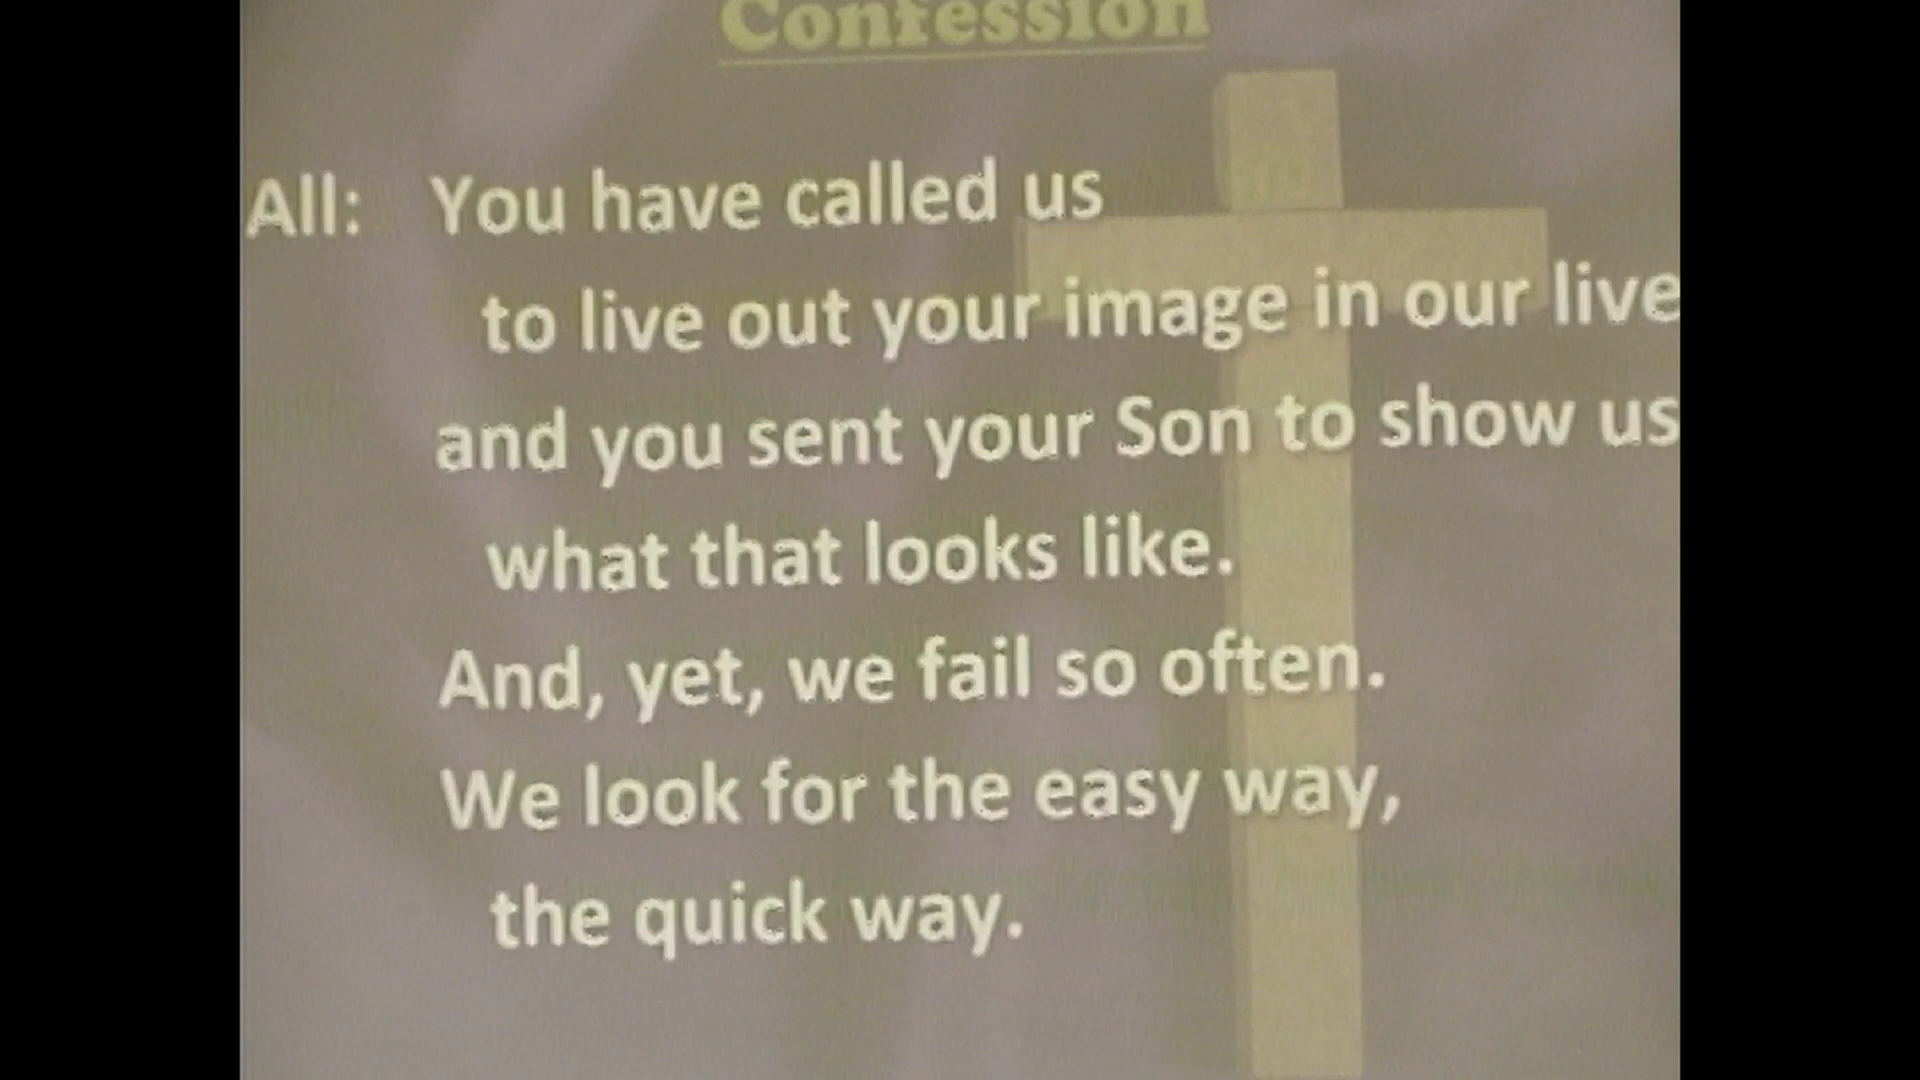 Confession
All: You have called us
to live out your image in our live
and you sent your Son to show us
what that looks like.
And, yet, we fail so often.
We look for the easy way,
the quick way.